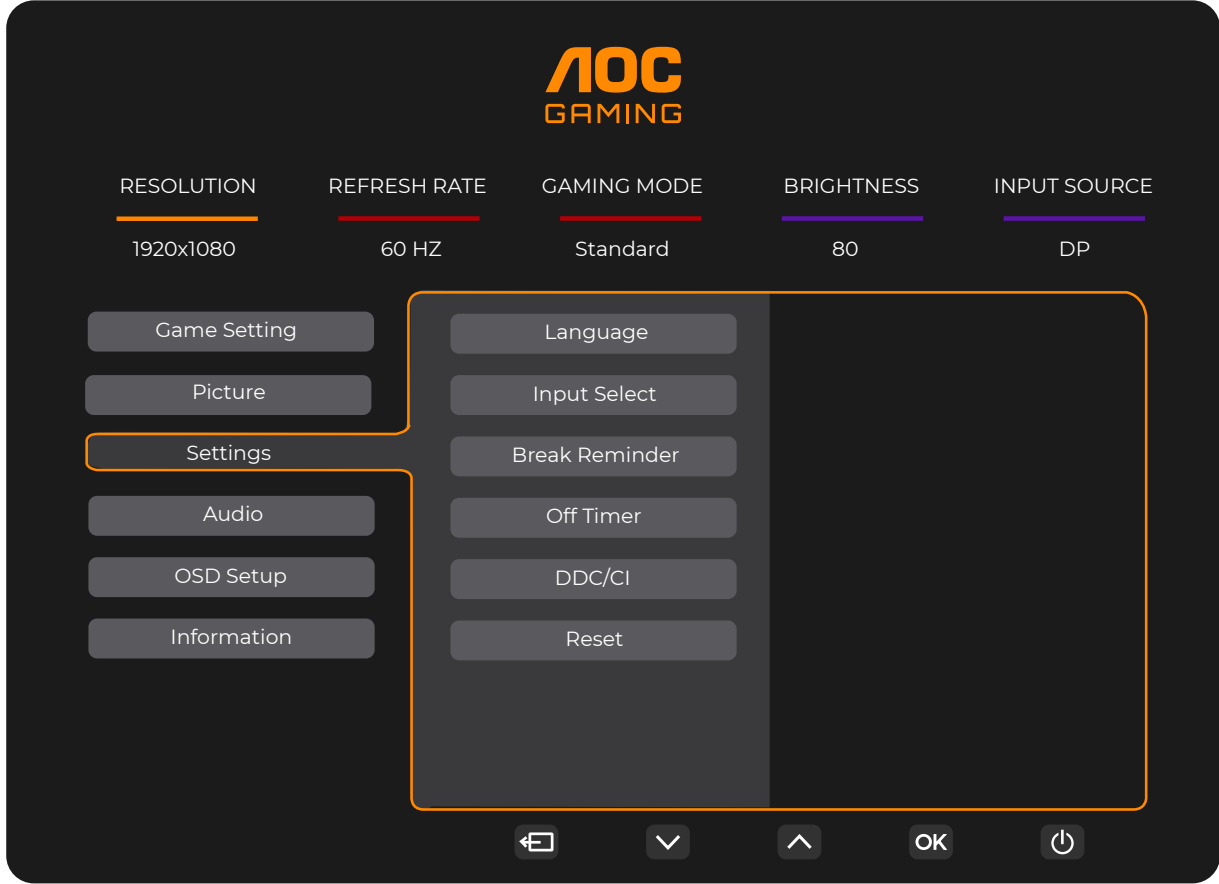 AOC
GAMING
RESOLUTION REFRESH RATE GAMING MODE BRIGHTNESS INPUT SOURCE
1920x1080 60 HZ Standard 80 DP
Game Setting
Picture
Settings
Audio
OSD Setup
Information
Language
Input Select
Break Reminder
Off Timer
DDC/CI
Reset
OK